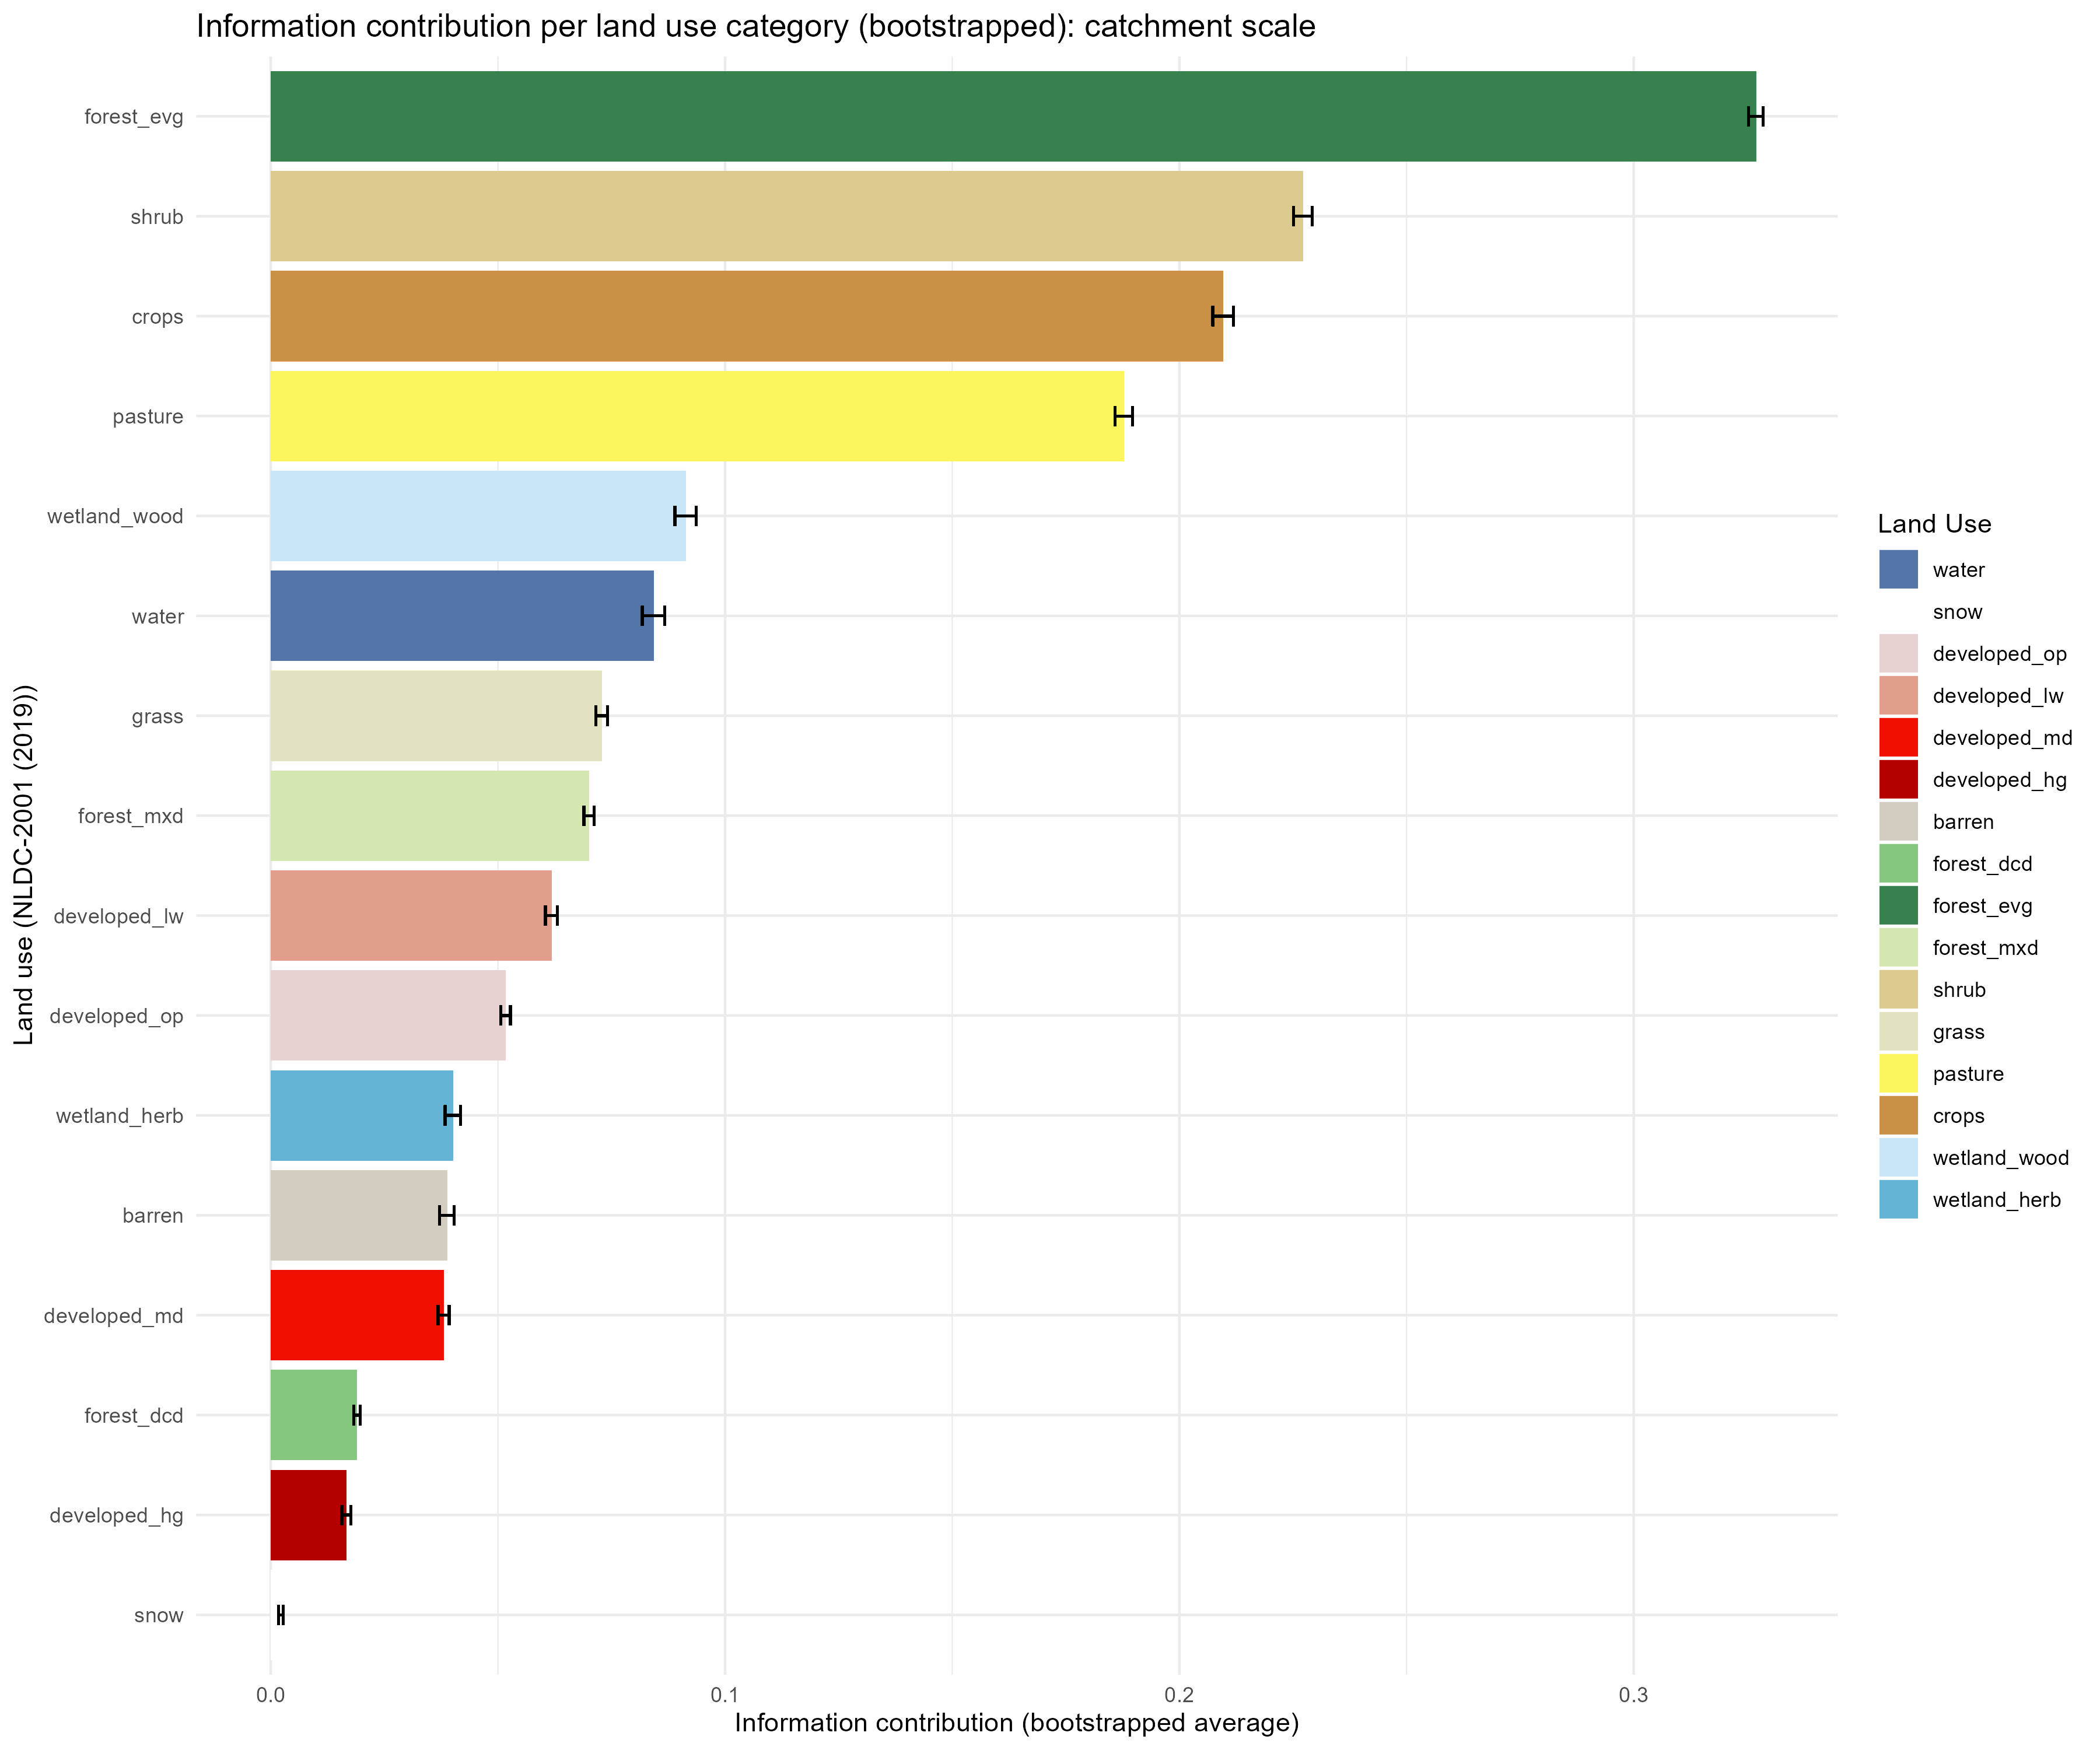 Information contribution per land use category (bootstrapped): catchment scale
Land use (NLDC-2001 (2019))
forest_evg
shrub
crops
pasture
wetland_wood
water
grass
forest_mxd
developed_lw
developed_op
wetland_herb
barren
developed_md
forest_dcd
developed_hg
snow
0.0
0.1
0.2
0.3
Information contribution (bootstrapped average)
Land Use
water
snow
developed_op
developed_lw
developed_md
developed_hg
barren
forest_dcd
forest_evg
forest_mxd
shrub
grass
pasture
crops
wetland_wood
wetland_herb